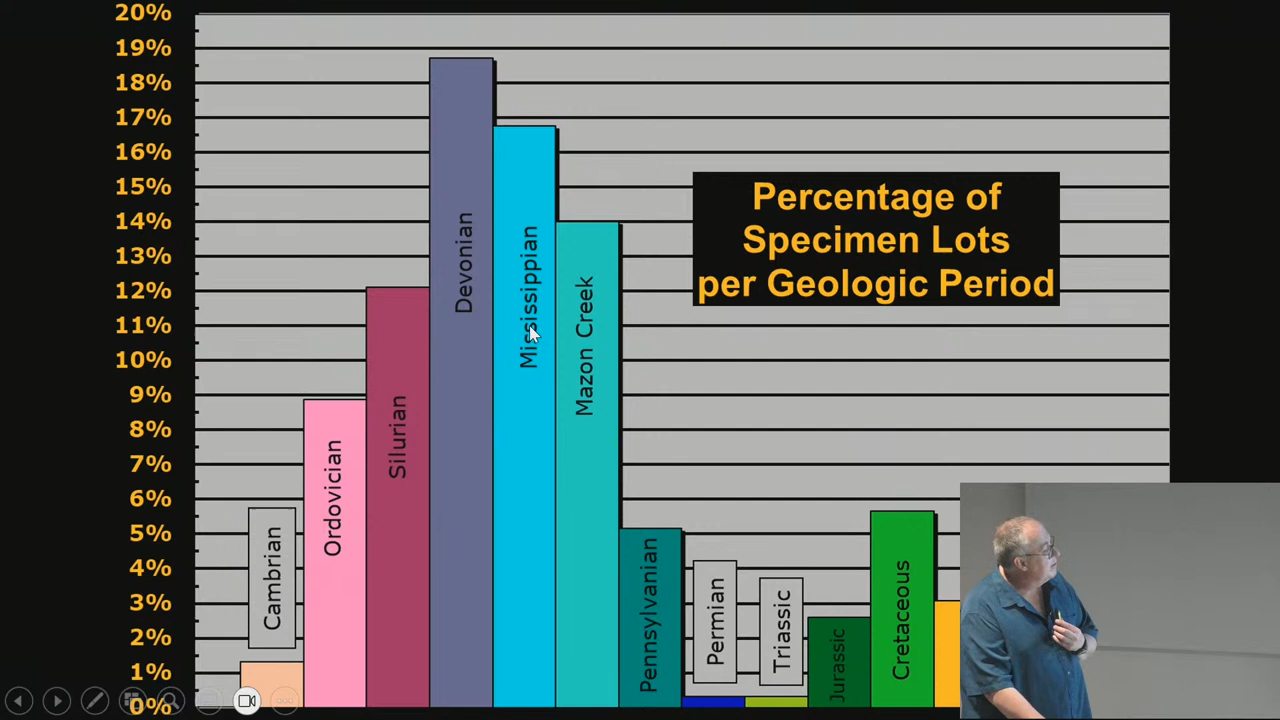 20%
19%
18%
17%
16%
15%
14%
13%
12%
11%
10%
9%
8%
7%
6%
5%
4%
3%
2%
1%
0%
Percentage of
Specimen Lots
per Geologic Period
Cambrian
Ordovician
Silurian
Devonian
Mississippian
Mazon Creek
Pennsylvanian
Permian
Triassic
Jurassic
Cretaceous